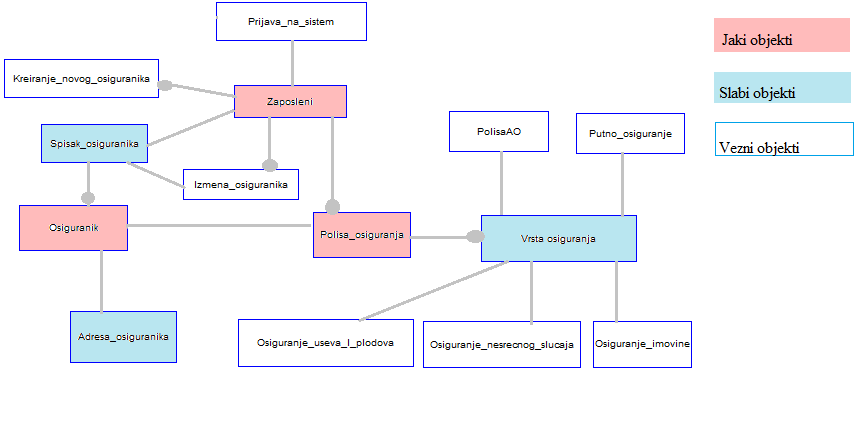 Prijava_na_sistem
Jaki objekti
Kreiranje_novog_osiguranika
Zaposleni
Slabi objekti
PolisaAO
Putno_osiguranje
Spisak_osiguranika
Vezni objekti
Izmena_osiguranika
Osiguranik
Polisa_osiguranja
Vrsta osiguranja
Adresa_osiguranika
Osiguranje_useva_I_plodova
Osiguranje_nesrecnog_slucaja
Osiguranje_imovine